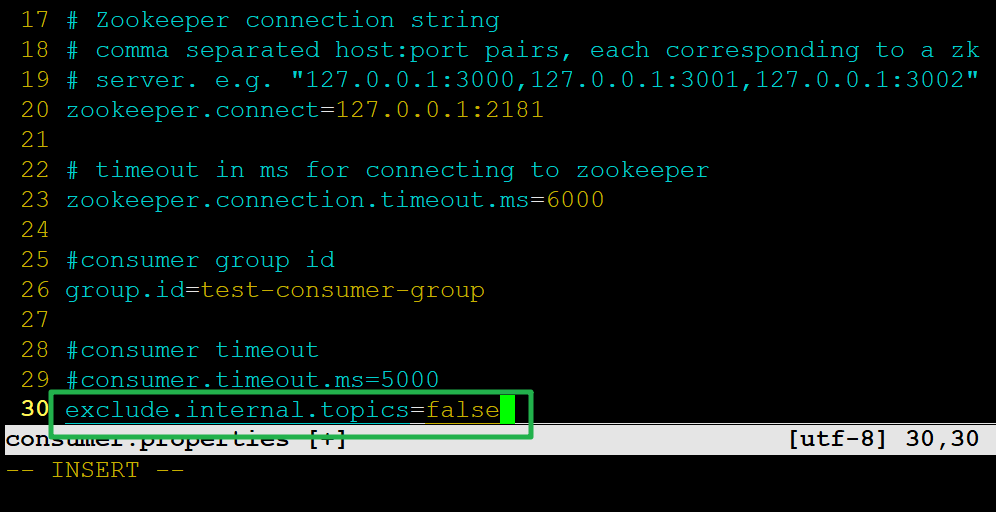 17 # Zookeeper connection string
18 # comma separated host:port pairs, each corresponding to a zk
19 # server. e.g. "127.0.0.1:3000,127.0.0.1:3001,127.0.0.1:3002"
20 zookeeper.connect=127.0.0.1:2181
21
22 # timeout in ms for connecting to zookeeper
23 zookeeper.connection.timeout.ms=6000
24
25 #consumer group id
26 group.id=test-consumer-group
27
28 #consumer timeout
29 #consumer.timeout.ms=5000
30 exclude.internal.topics=false
consumer.properties [+] [utf-8] 30,30
-- INSERT --